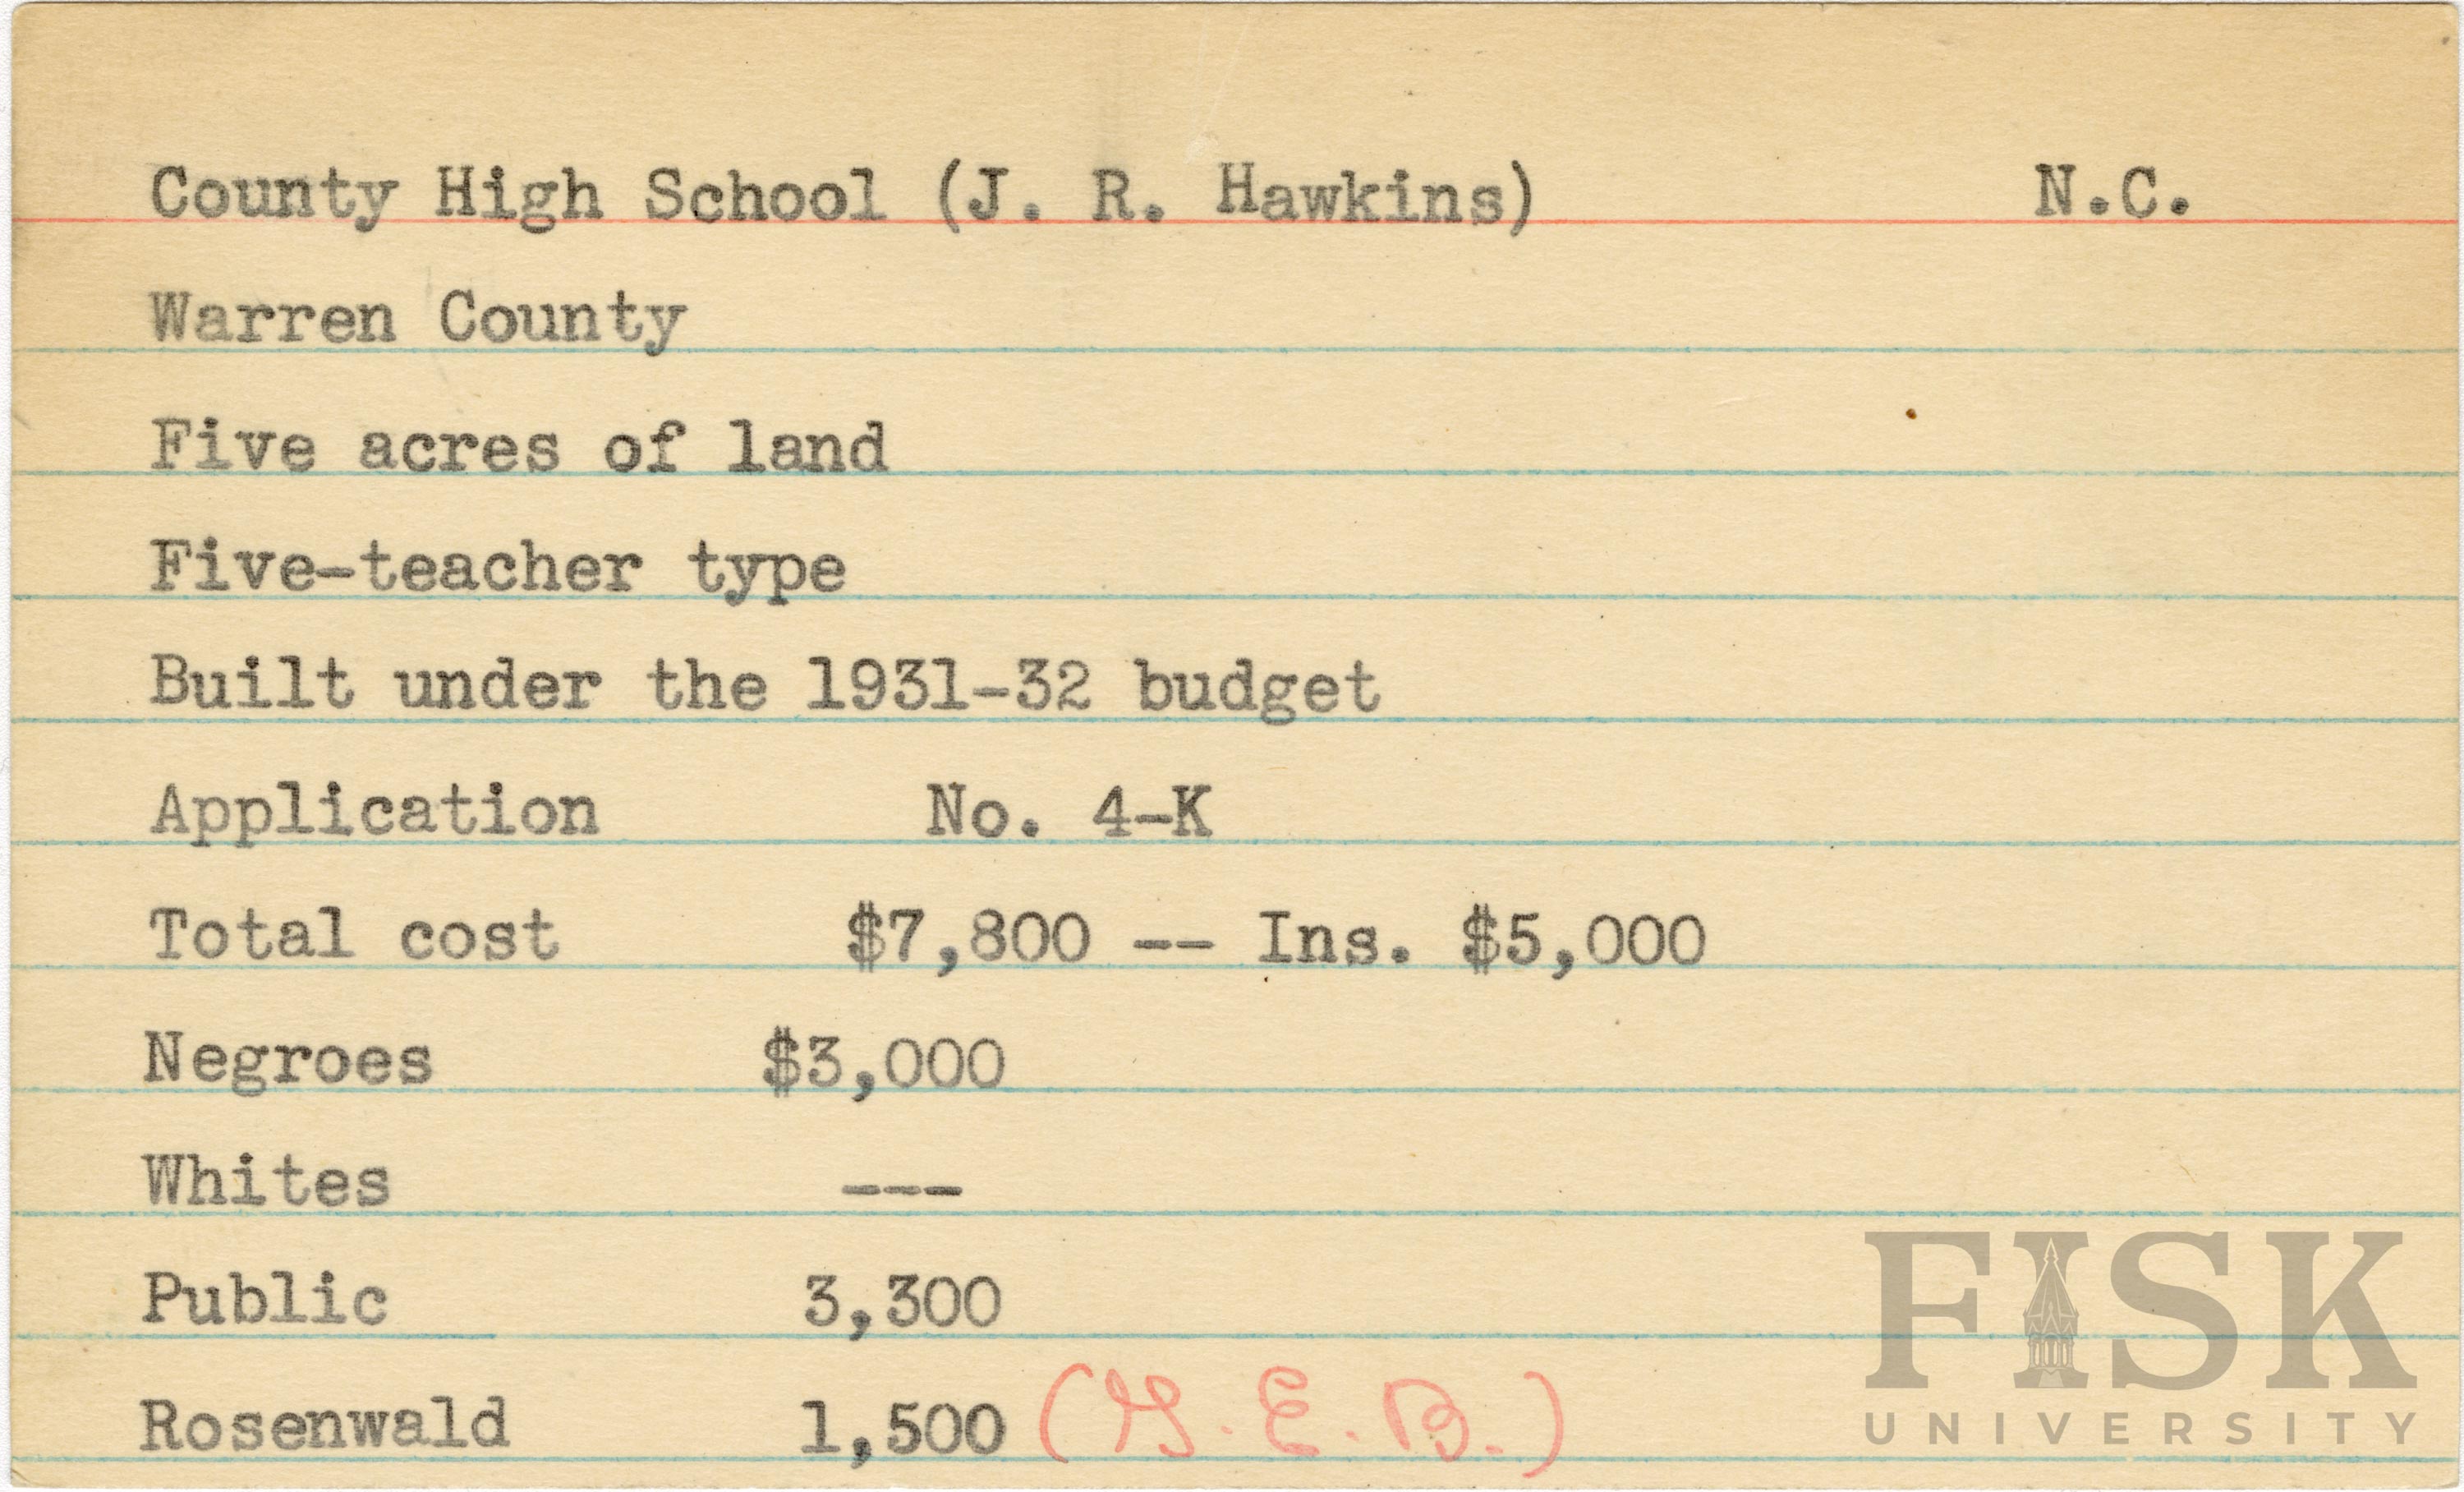 County High School (J. R. Hawkins) N.C.
Warren County
Five acres of land
Five-teacher type
Built under the 1931-32 budget
Application No. 4-K
Total cost $7,800 -- Ins. $5,000
Negroes $3,000
Whites ---
Public 3,300
Rosenwald 1,500 (G.E.B.)
FISK
UNIVERSITY